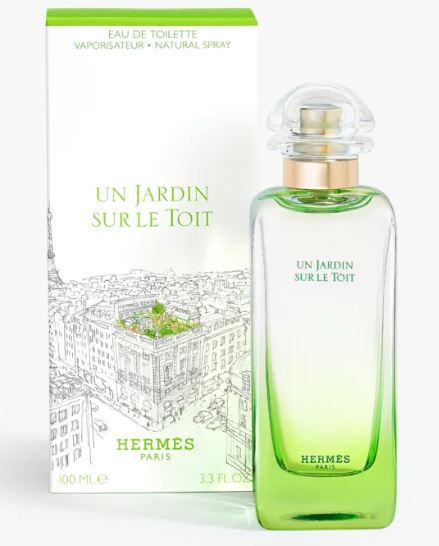 EAU DE TOILETTE
VAPORISATEUR • NATURAL SPRAY
UN JARDIN
SUR LE TOIT
HERMÈS
PARIS
100 ML e
3.3 FL.OZ
UN JARDIN
SUR LE TOIT
HERMÈS
PARIS